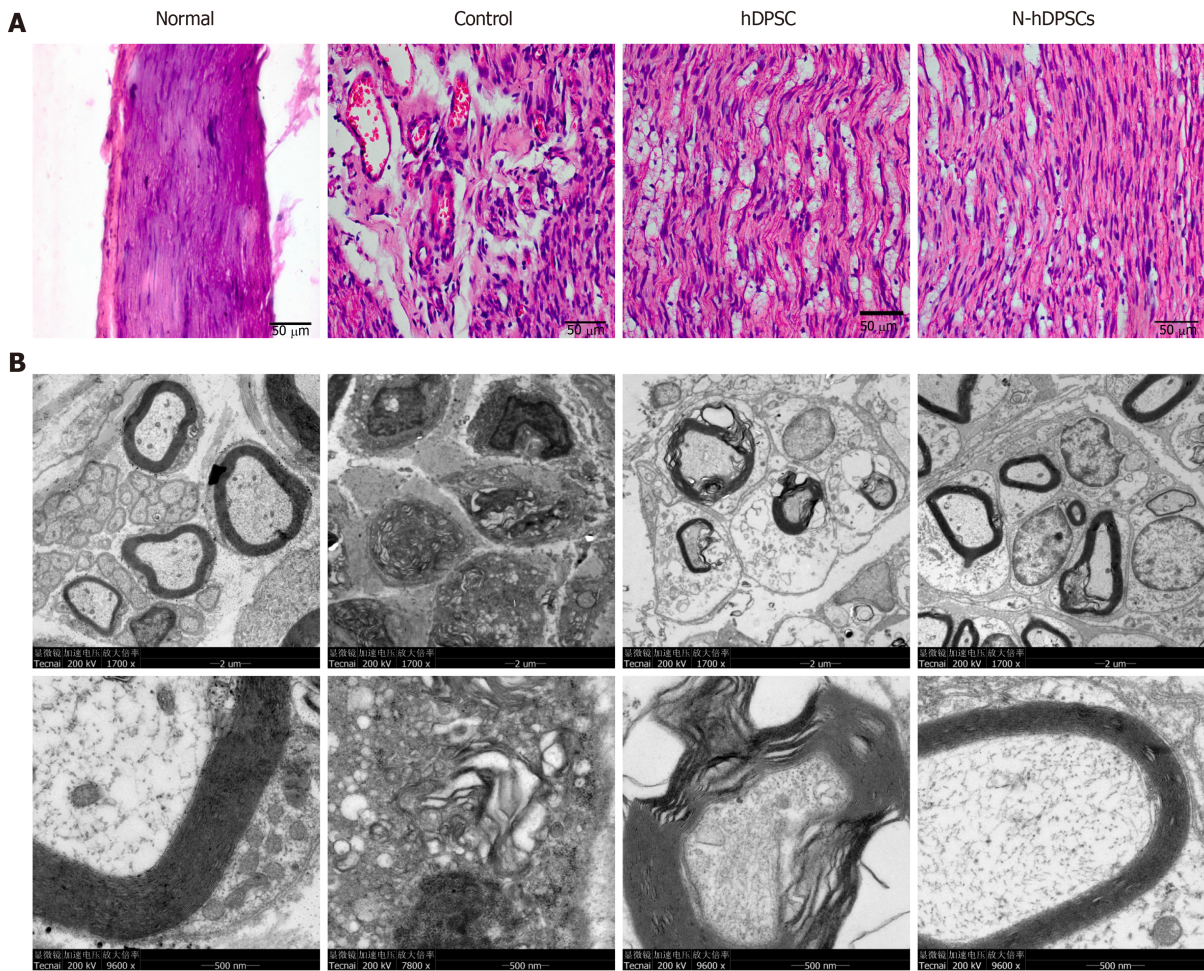 Normal Control hDPSC N-hDPSCs
A
50 μm 50 μm 50 μm 50 μm
B
显微镜 加速电压 放大倍率 显微镜 加速电压 放大倍率 显微镜 加速电压 放大倍率 显微镜 加速电压 放大倍率
Tecnai 200 kV 1700 x 2 um Tecnai 200 kV 1700 x 2 um Tecnai 200 kV 1700 x 2 um Tecnai 200 kV 1700 x 2 um
显微镜 加速电压 放大倍率 显微镜 加速电压 放大倍率 显微镜 加速电压 放大倍率 显微镜 加速电压 放大倍率
Tecnai 200 kV 9600 x 500 nm Tecnai 200 kV 7800 x 500 nm Tecnai 200 kV 9600 x 500 nm Tecnai 200 kV 9600 x 500 nm